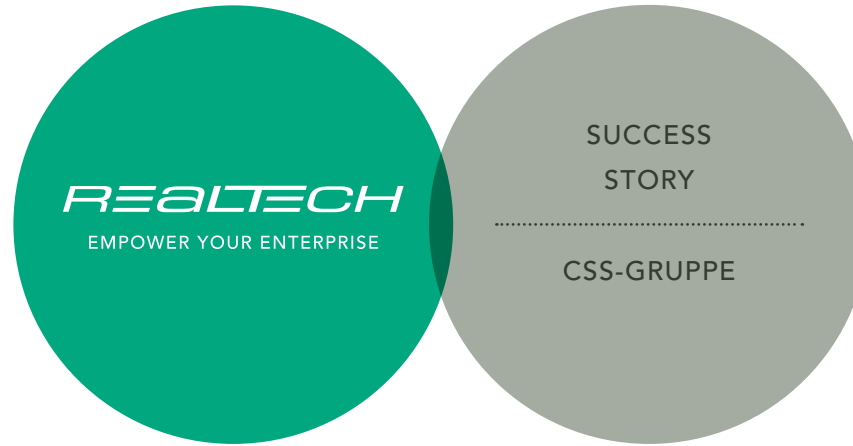 REALTECH
EMPOWER YOUR ENTERPRISE
SUCCESS
STORY
CSS-GRUPPE